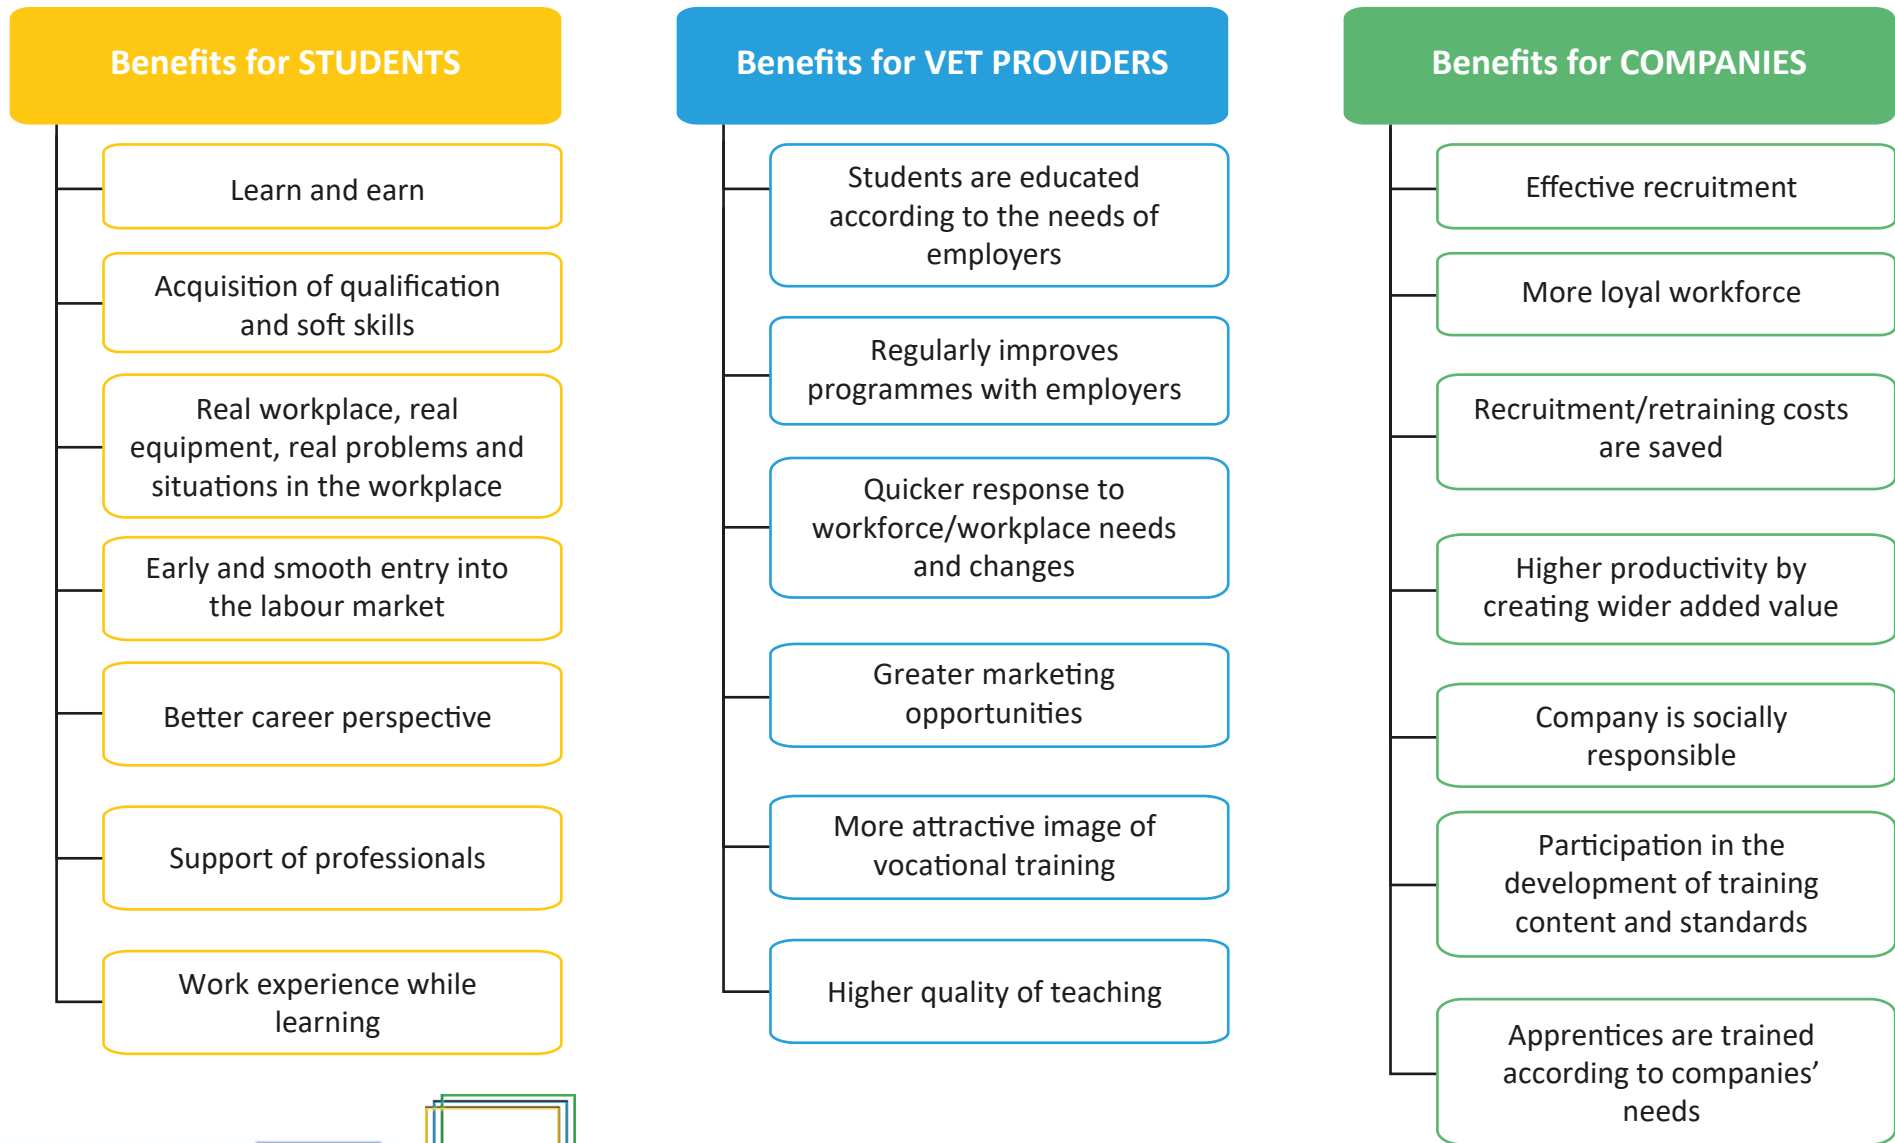 Benefits for STUDENTS
Learn and earn
Acquisition of qualification
and soft skills
Real workplace, real
equipment, real problems and
situations in the workplace
Early and smooth entry into
the labour market
Better career perspective
Support of professionals
Work experience while
learning
Benefits for VET PROVIDERS
Students are educated
according to the needs of
employers
Regularly improves
programmes with employers
Quicker response to
workforce/workplace needs
and changes
Greater marketing
opportunities
More attractive image of
vocational training
Higher quality of teaching
Benefits for COMPANIES
Effective recruitment
More loyal workforce
Recruitment/retraining costs
are saved
Higher productivity by
creating wider added value
Company is socially
responsible
Participation in the
development of training
content and standards
Apprentices are trained
according to companies’
needs